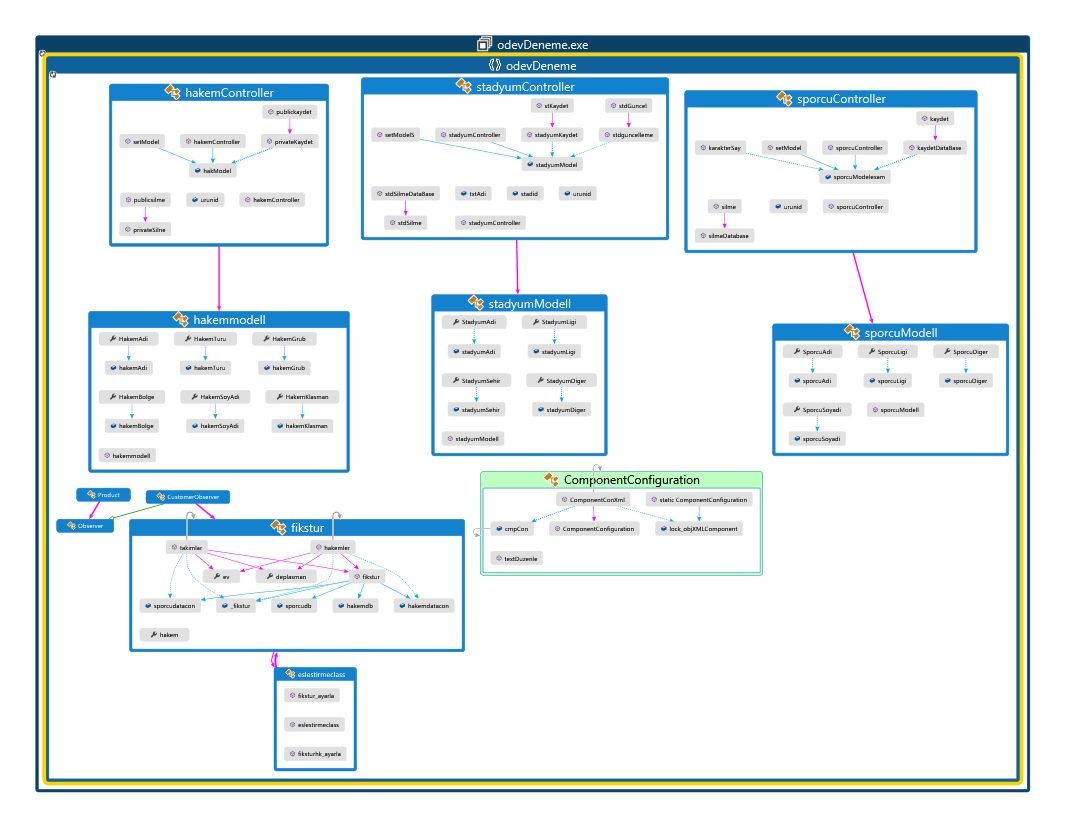 odevDeneme.exe
odevDeneme
hakemController
publickaydet
setModel
hakemController
privateKaydet
hakModel
publicsilme
urunid
hakemController
privateSilne
stadyumController
stKaydet
stdGuncel
setModelS
stadyumController
stadyumKaydet
stdguncelleme
stadyumModel
stdSilmeDataBase
tstAdi
stadid
urunid
stdSilme
stadyumController
sporcuController
kaydet
karakterSay
setModel
sporcuController
kaydetDataBase
sporcuModelesam
silme
urunid
sporcuController
silmeDatabase
hakemmodell
HakemAdi
HakemTuru
HakemGrub
hakemAdi
hakemTuru
hakemGrub
HakemBolge
HakemSoyAdi
HakemKlasman
hakemBolge
hakemSoyAdi
hakemKlasman
hakemmodell
stadyumModell
StadyumAdi
StadyumLigi
stadyumAdi
stadyumLigi
StadyumSehir
StadyumDiger
stadyumSehir
stadyumDiger
stadyumModell
sporcuModell
SporcuAdi
SporcuLigi
SporcuDiger
sporcuAdi
sporcuLigi
sporcuDiger
SporcuSoyadi
sporcuModell
sporcuSoyadi
ComponentConfiguration
ComponentConXml
static ComponentConfiguration
cmpCon
ComponentConfiguration
lock_objXMLComponent
textDuzenle
Product
CustomerObserver
Observer
fikstur
takimlar
hakemler
ev
deplasman
fikstur
sporcudatacon
_fikstur
sporcudb
hakemdb
hakemdatacon
hakem
eslestirmeclass
fikstur_ayarla
eslestirmeclass
fiksturhk_ayarla